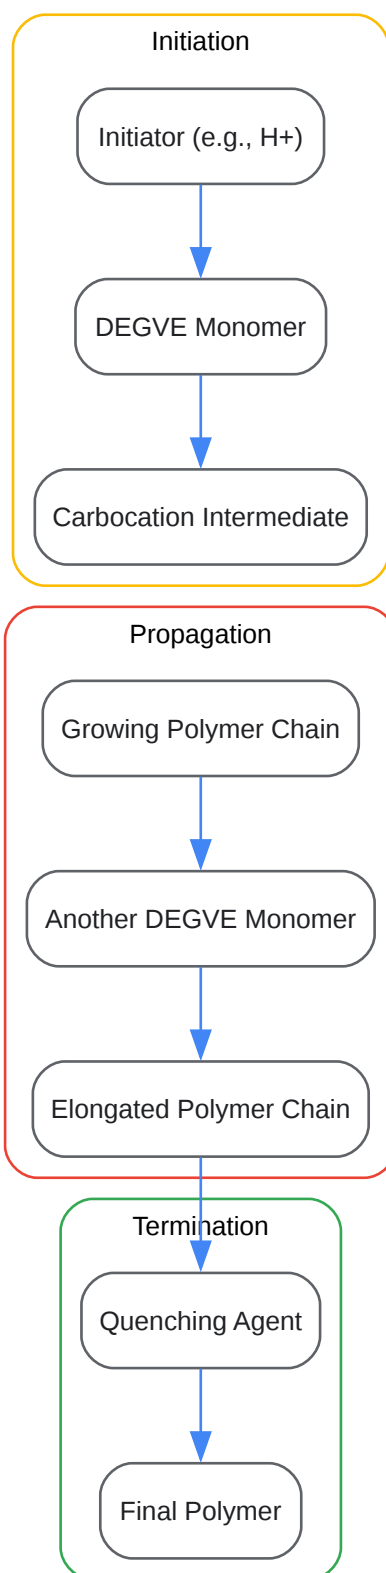 Initiation
Initiator (e.g., H+)
DEGVE Monomer
Carbocation Intermediate
Propagation
Growing Polymer Chain
Another DEGVE Monomer
Elongated Polymer Chain
Termination
Quenching Agent
Final Polymer